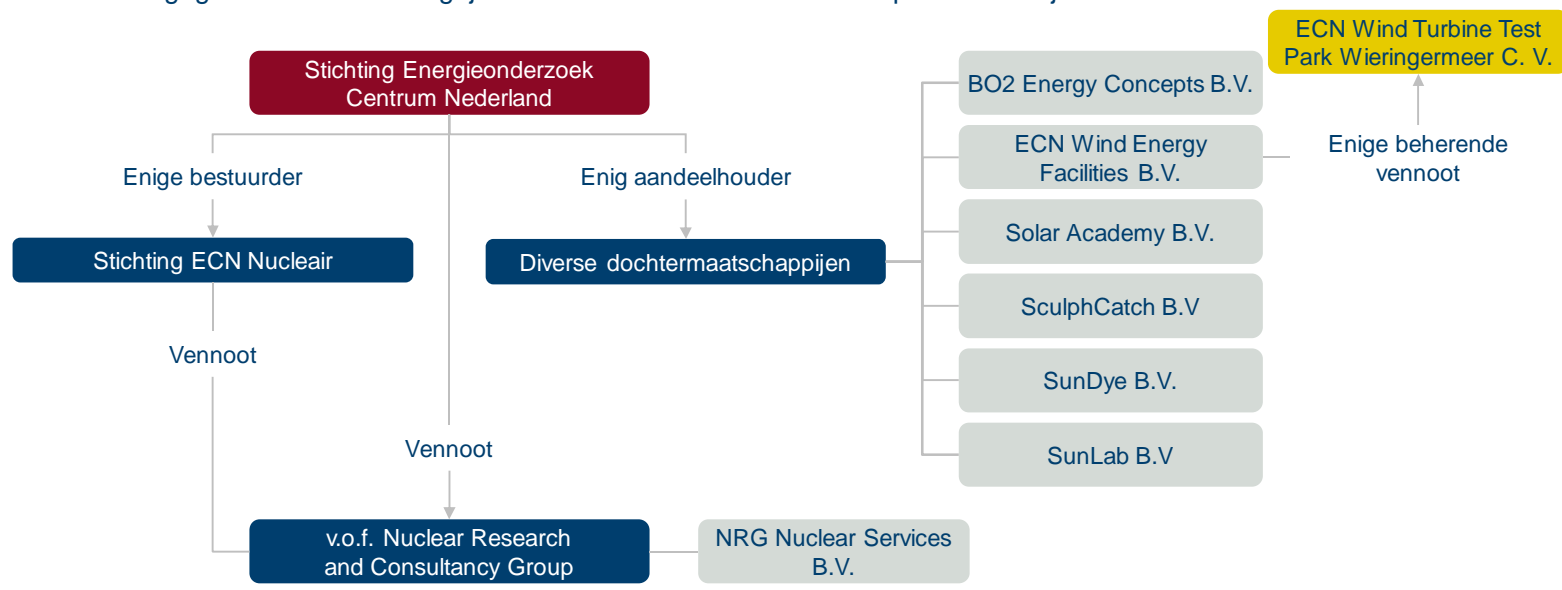 Stichting Energieonderzoek
Centrum Nederland
Enige bestuurder
Enig aandeelhouder
Stichting ECN Nucleair
Diverse dochtermaatschappijen
Vennoot
Vennoot
v.o.f. Nuclear Research
and Consultancy Group
NRG Nuclear Services
B.V.
BO2 Energy Concepts B.V.
ECN Wind Energy
Facilities B.V.
Solar Academy B.V.
SculphCatch B.V
SunDye B.V.
SunLab B.V
Enige beherende
vennoot
ECN Wind Turbine Test
Park Wieringermeer C. V.